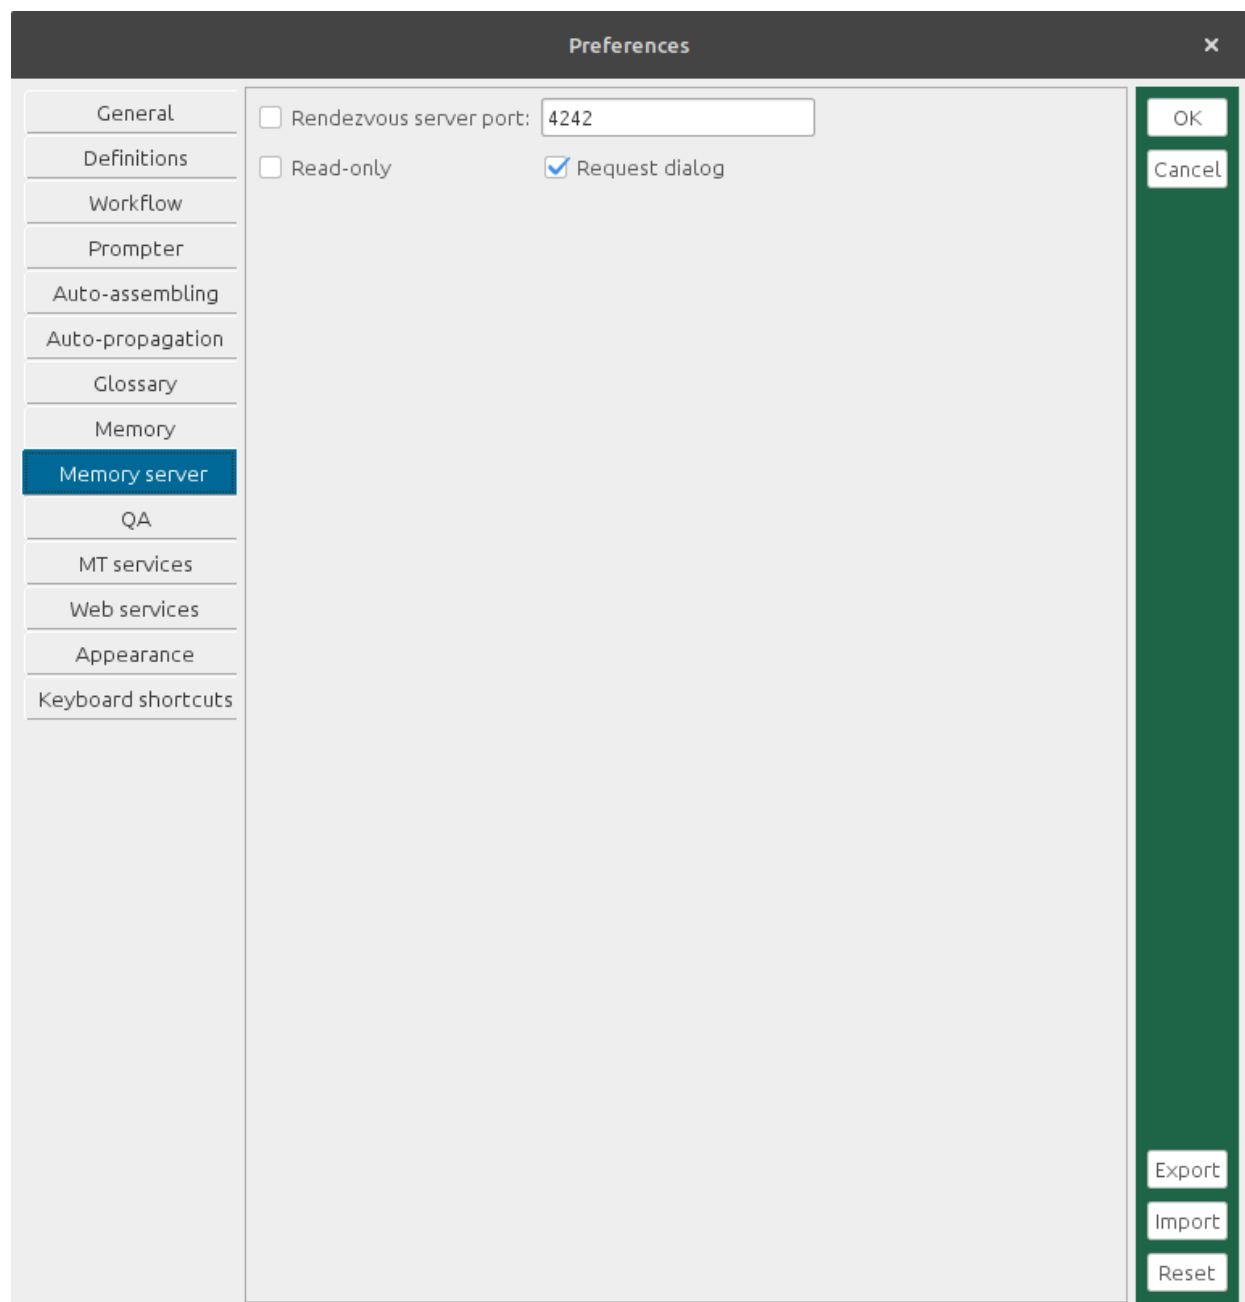 Preferences
General
Definitions
Workflow
Prompter
Auto-assembling
Auto-propagation
Glossary
Memory
Memory server
QA
MT services
Web services
Appearance
Keyboard shortcuts
Rendezvous server port: 4242
Read-only Request dialog
OK
Cancel
Export
Import
Reset